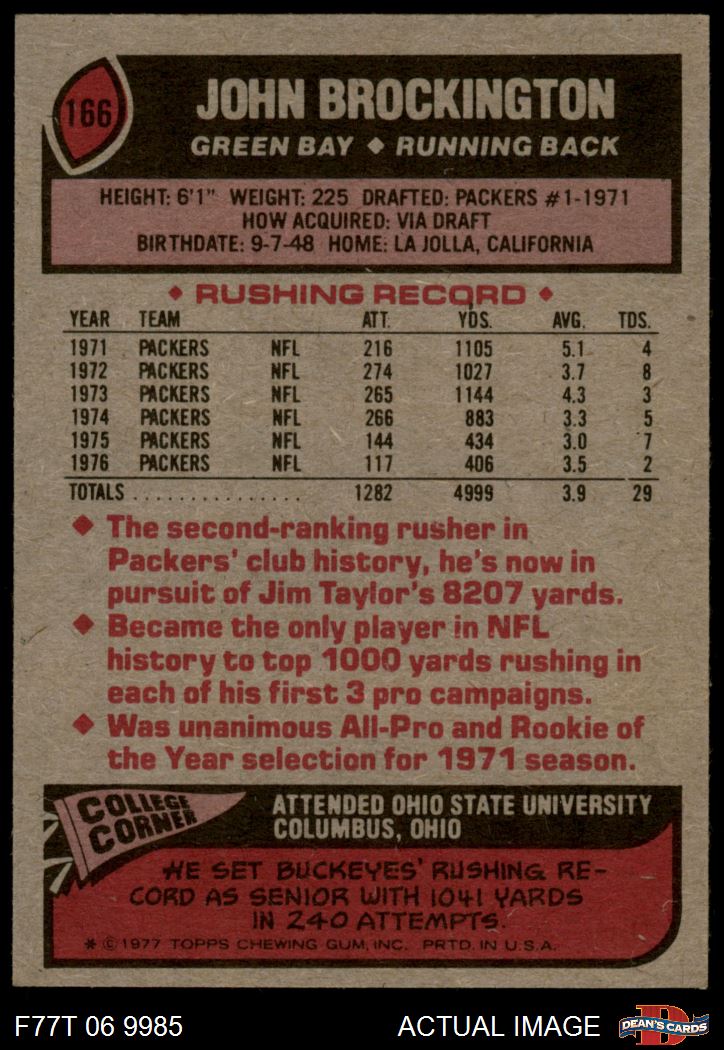 166
JOHN BROCKINGTON
GREEN BAY ◆ RUNNING BACK
HEIGHT: 6'1" WEIGHT: 225 DRAFTED: PACKERS #1-1971
HOW ACQUIRED: VIA DRAFT
BIRTHDATE: 9-7-48 HOME: LA JOLLA, CALIFORNIA
◆ RUSHING RECORD ◆
YEAR TEAM ATT. YDS. AVG. TDS.
1971 PACKERS NFL 216 1105 5.1 4
1972 PACKERS NFL 274 1027 3.7 8
1973 PACKERS NFL 265 1144 4.3 3
1974 PACKERS NFL 266 883 3.3 5
1975 PACKERS NFL 144 434 3.0 7
1976 PACKERS NFL 117 406 3.5 2
TOTALS ................ 1282 4999 3.9 29
◆ The second-ranking rusher in
Packers' club history, he's now in
pursuit of Jim Taylor's 8207 yards.
◆ Became the only player in NFL
history to top 1000 yards rushing in
each of his first 3 pro campaigns.
◆ Was unanimous All-Pro and Rookie of
the Year selection for 1971 season.
COLLEGE
CORNER
ATTENDED OHIO STATE UNIVERSITY
COLUMBUS, OHIO
HE SET BUCKEYES' RUSHING RE-
CORD AS SENIOR WITH 1041 YARDS
IN 240 ATTEMPTS.
* © 1977 TOPPS CHEWING GUM, INC. PRTD. IN U.S.A.
F77T 06 9985 ACTUAL IMAGE
D
DEAN'S CARDS